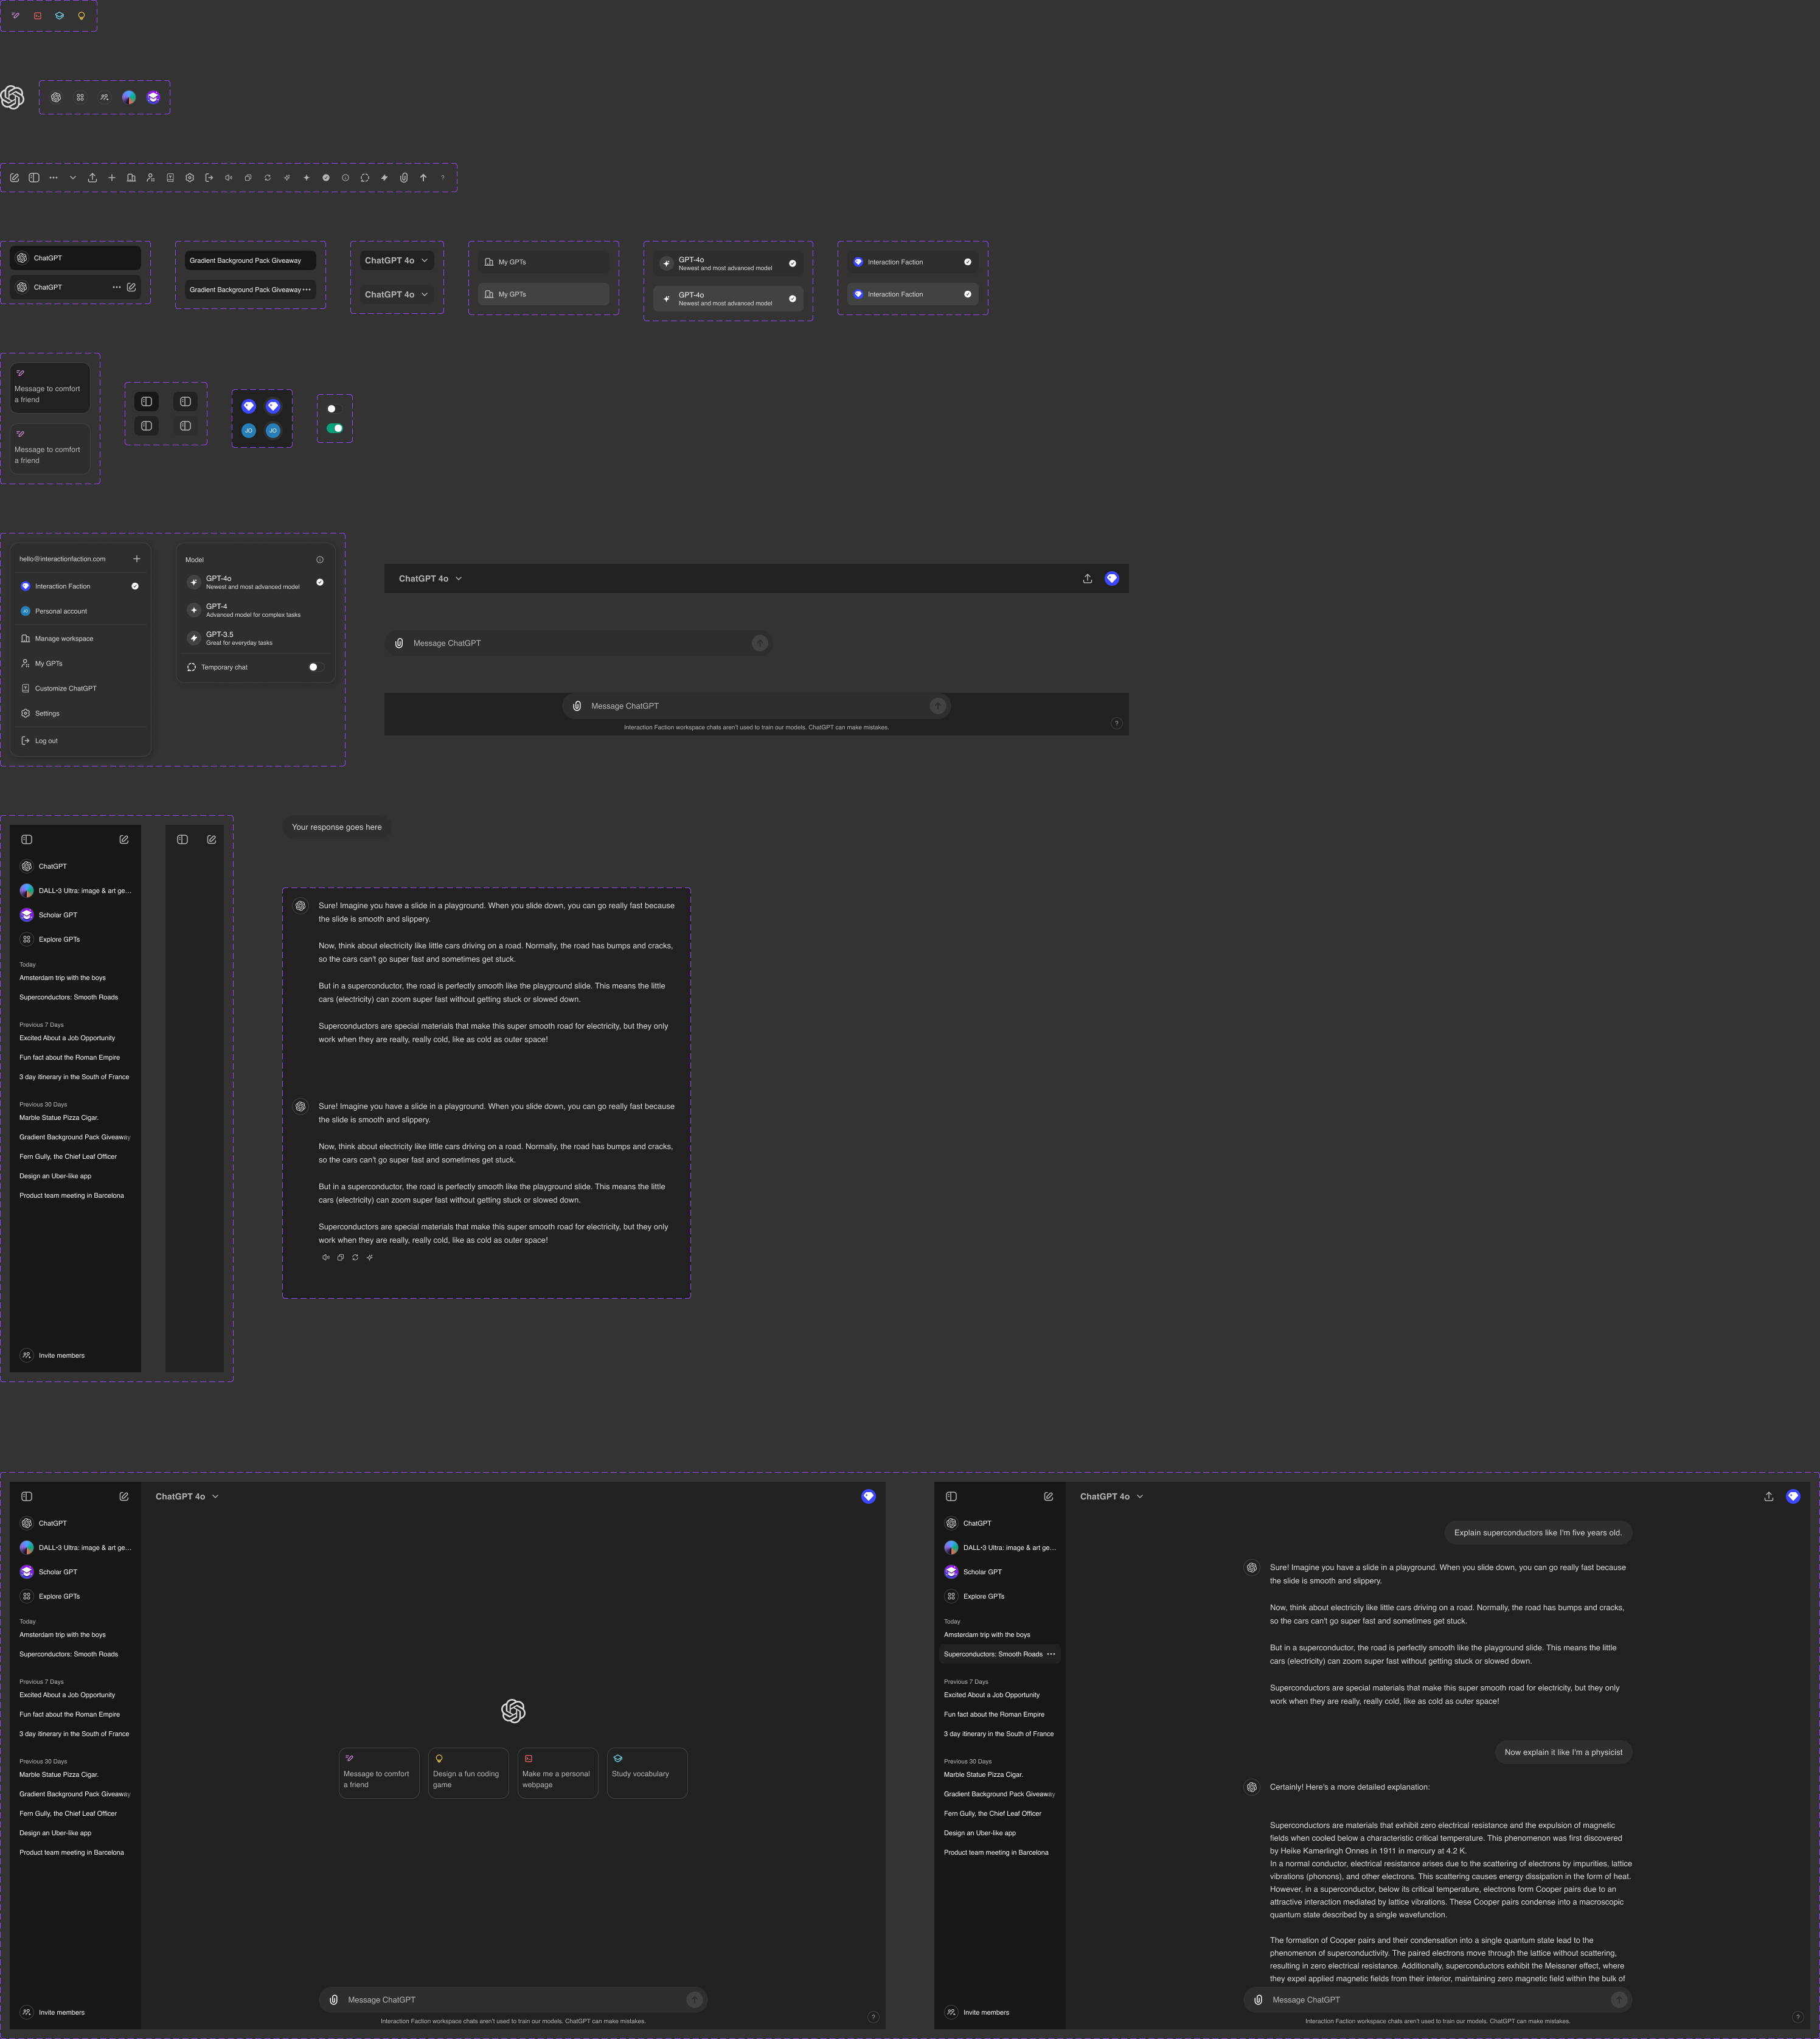 ChatGPT
ChatGPT
Gradient Background Pack Giveaway
Gradient Background Pack Giveaway
ChatGPT 4o
ChatGPT 4o
My GPTs
My GPTs
GPT-4o
Newest and most advanced model
GPT-4o
Newest and most advanced model
Interaction Faction
Interaction Faction
Message to comfort
a friend
Message to comfort
a friend
JO
JO
hello@interactionfaction.com
Interaction Faction
JO
Personal account
Manage workspace
My GPTs
Customize ChatGPT
Settings
Log out
Model
GPT-4o
Newest and most advanced model
GPT-4
Advanced model for complex tasks
GPT-3.5
Great for everyday tasks
Temporary chat
ChatGPT 4o
Message ChatGPT
Message ChatGPT
Interaction Faction workspace chats aren't used to train our models. ChatGPT can make mistakes.
?
ChatGPT
DALL•3 Ultra: image & art ge...
Scholar GPT
Explore GPTs
Today
Amsterdam trip with the boys
Superconductors: Smooth Roads
Previous 7 Days
Excited About a Job Opportunity
Fun fact about the Roman Empire
3 day itinerary in the South of France
Previous 30 Days
Marble Statue Pizza Cigar.
Gradient Background Pack Giveaway
Fern Gully, the Chief Leaf Officer
Design an Uber-like app
Product team meeting in Barcelona
Invite members
Your response goes here
Sure! Imagine you have a slide in a playground. When you slide down, you can go really fast because
the slide is smooth and slippery.
Now, think about electricity like little cars driving on a road. Normally, the road has bumps and cracks,
so the cars can't go super fast and sometimes get stuck.
But in a superconductor, the road is perfectly smooth like the playground slide. This means the little
cars (electricity) can zoom super fast without getting stuck or slowed down.
Superconductors are special materials that make this super smooth road for electricity, but they only
work when they are really, really cold, like as cold as outer space!
Sure! Imagine you have a slide in a playground. When you slide down, you can go really fast because
the slide is smooth and slippery.
Now, think about electricity like little cars driving on a road. Normally, the road has bumps and cracks,
so the cars can't go super fast and sometimes get stuck.
But in a superconductor, the road is perfectly smooth like the playground slide. This means the little
cars (electricity) can zoom super fast without getting stuck or slowed down.
Superconductors are special materials that make this super smooth road for electricity, but they only
work when they are really, really cold, like as cold as outer space!
ChatGPT 4o
ChatGPT
DALL•3 Ultra: image & art ge...
Scholar GPT
Explore GPTs
Today
Amsterdam trip with the boys
Superconductors: Smooth Roads
Previous 7 Days
Excited About a Job Opportunity
Fun fact about the Roman Empire
3 day itinerary in the South of France
Previous 30 Days
Marble Statue Pizza Cigar.
Gradient Background Pack Giveaway
Fern Gully, the Chief Leaf Officer
Design an Uber-like app
Product team meeting in Barcelona
Invite members
Message to comfort
a friend
Design a fun coding
game
Make me a personal
webpage
Study vocabulary
Message ChatGPT
Interaction Faction workspace chats aren't used to train our models. ChatGPT can make mistakes.
?
ChatGPT 4o
ChatGPT
DALL•3 Ultra: image & art ge...
Scholar GPT
Explore GPTs
Today
Amsterdam trip with the boys
Superconductors: Smooth Roads
Previous 7 Days
Excited About a Job Opportunity
Fun fact about the Roman Empire
3 day itinerary in the South of France
Previous 30 Days
Marble Statue Pizza Cigar.
Gradient Background Pack Giveaway
Fern Gully, the Chief Leaf Officer
Design an Uber-like app
Product team meeting in Barcelona
Invite members
Explain superconductors like I'm five years old.
Sure! Imagine you have a slide in a playground. When you slide down, you can go really fast because
the slide is smooth and slippery.
Now, think about electricity like little cars driving on a road. Normally, the road has bumps and cracks,
so the cars can't go super fast and sometimes get stuck.
But in a superconductor, the road is perfectly smooth like the playground slide. This means the little
cars (electricity) can zoom super fast without getting stuck or slowed down.
Superconductors are special materials that make this super smooth road for electricity, but they only
work when they are really, really cold, like as cold as outer space!
Now explain it like I'm a physicist
Certainly! Here's a more detailed explanation:
Superconductors are materials that exhibit zero electrical resistance and the expulsion of magnetic
fields when cooled below a characteristic critical temperature. This phenomenon was first discovered
by Heike Kamerlingh Onnes in 1911 in mercury at 4.2 K.
In a normal conductor, electrical resistance arises due to the scattering of electrons by impurities, lattice
vibrations (phonons), and other electrons. This scattering causes energy dissipation in the form of heat.
However, in a superconductor, below its critical temperature, electrons form Cooper pairs due to an
attractive interaction mediated by lattice vibrations. These Cooper pairs condense into a macroscopic
quantum state described by a single wavefunction.
The formation of Cooper pairs and their condensation into a single quantum state lead to the
phenomenon of superconductivity. The paired electrons move through the lattice without scattering,
resulting in zero electrical resistance. Additionally, superconductors exhibit the Meissner effect, where
they expel applied magnetic fields from their interior, maintaining zero magnetic field within the bulk of
Message ChatGPT
Interaction Faction workspace chats aren't used to train our models. ChatGPT can make mistakes.
?